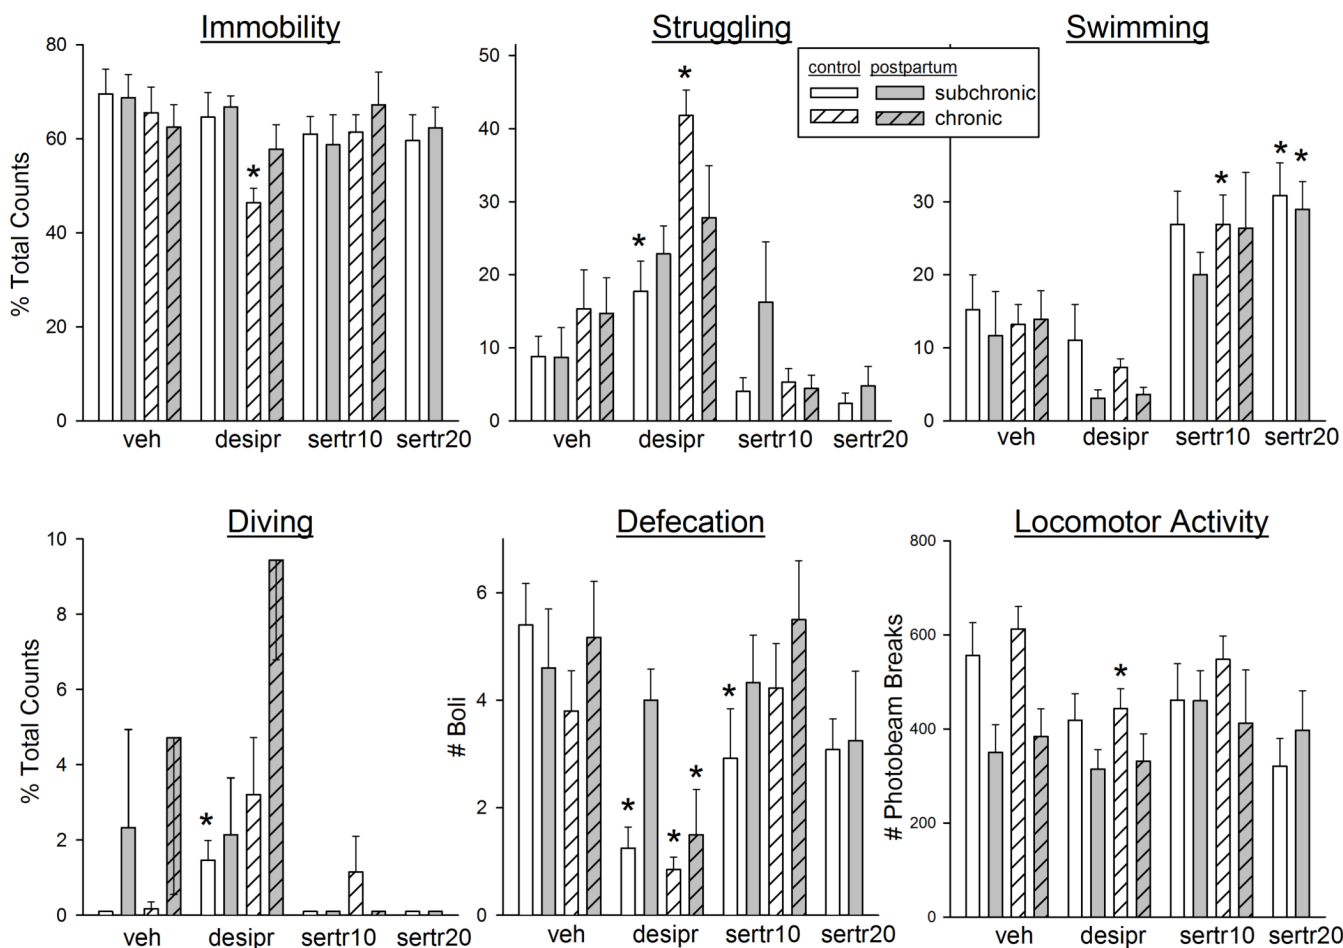 Immobility
Struggling
Swimming
control postpartum
subchronic
chronic
% Total Counts
80
60
40
20
0
veh desipr sertr10 sertr20
50
40
30
20
10
0
veh desipr sertr10 sertr20
30
20
10
0
veh desipr sertr10 sertr20
* * * * * *
Diving
Defecation
Locomotor Activity
% Total Counts
10
8
6
4
2
0
veh desipr sertr10 sertr20
# Boli
6
4
2
0
veh desipr sertr10 sertr20
# Photobeam Breaks
800
600
400
200
0
veh desipr sertr10 sertr20
* * * * * *